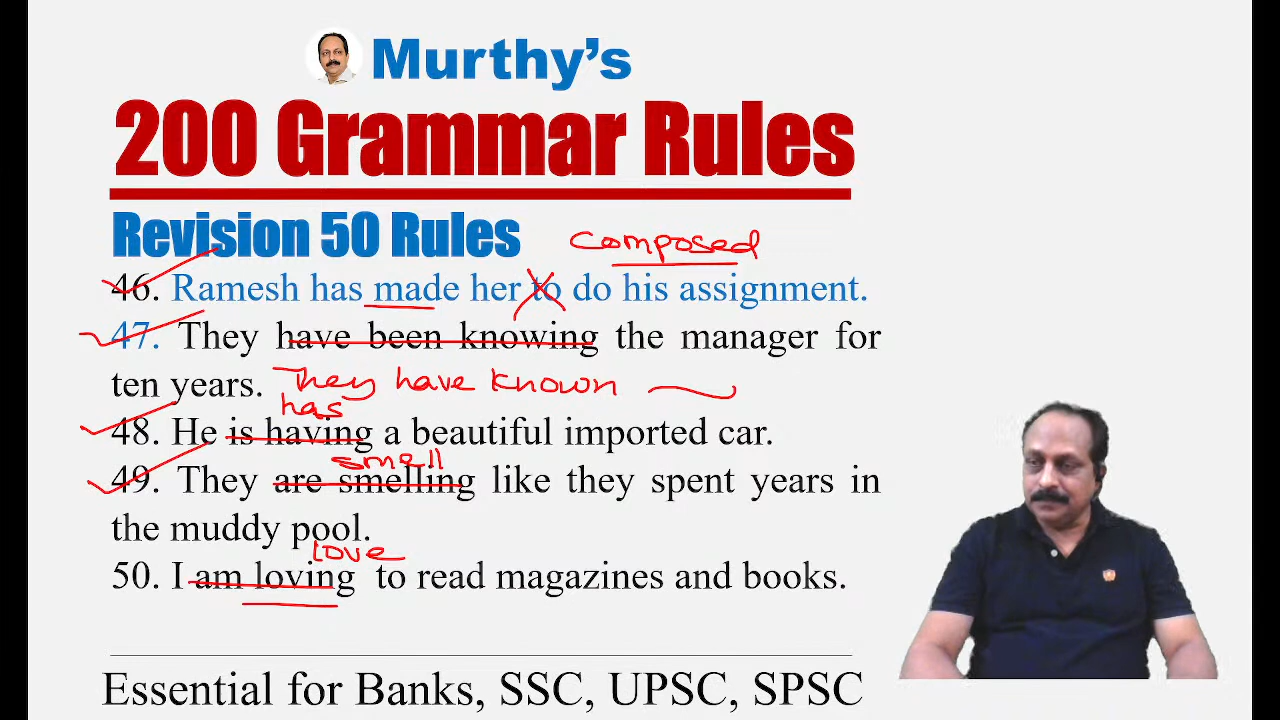 Murthy's
200 Grammar Rules
Revision 50 Rules
composed
46. Ramesh has made her to do his assignment.
47. They have been knowing the manager for
ten years. They have known
has
48. He is having a beautiful imported car.
smell
49. They are smelling like they spent years in
the muddy pool.
love
50. I am loving to read magazines and books.
Essential for Banks, SSC, UPSC, SPSC